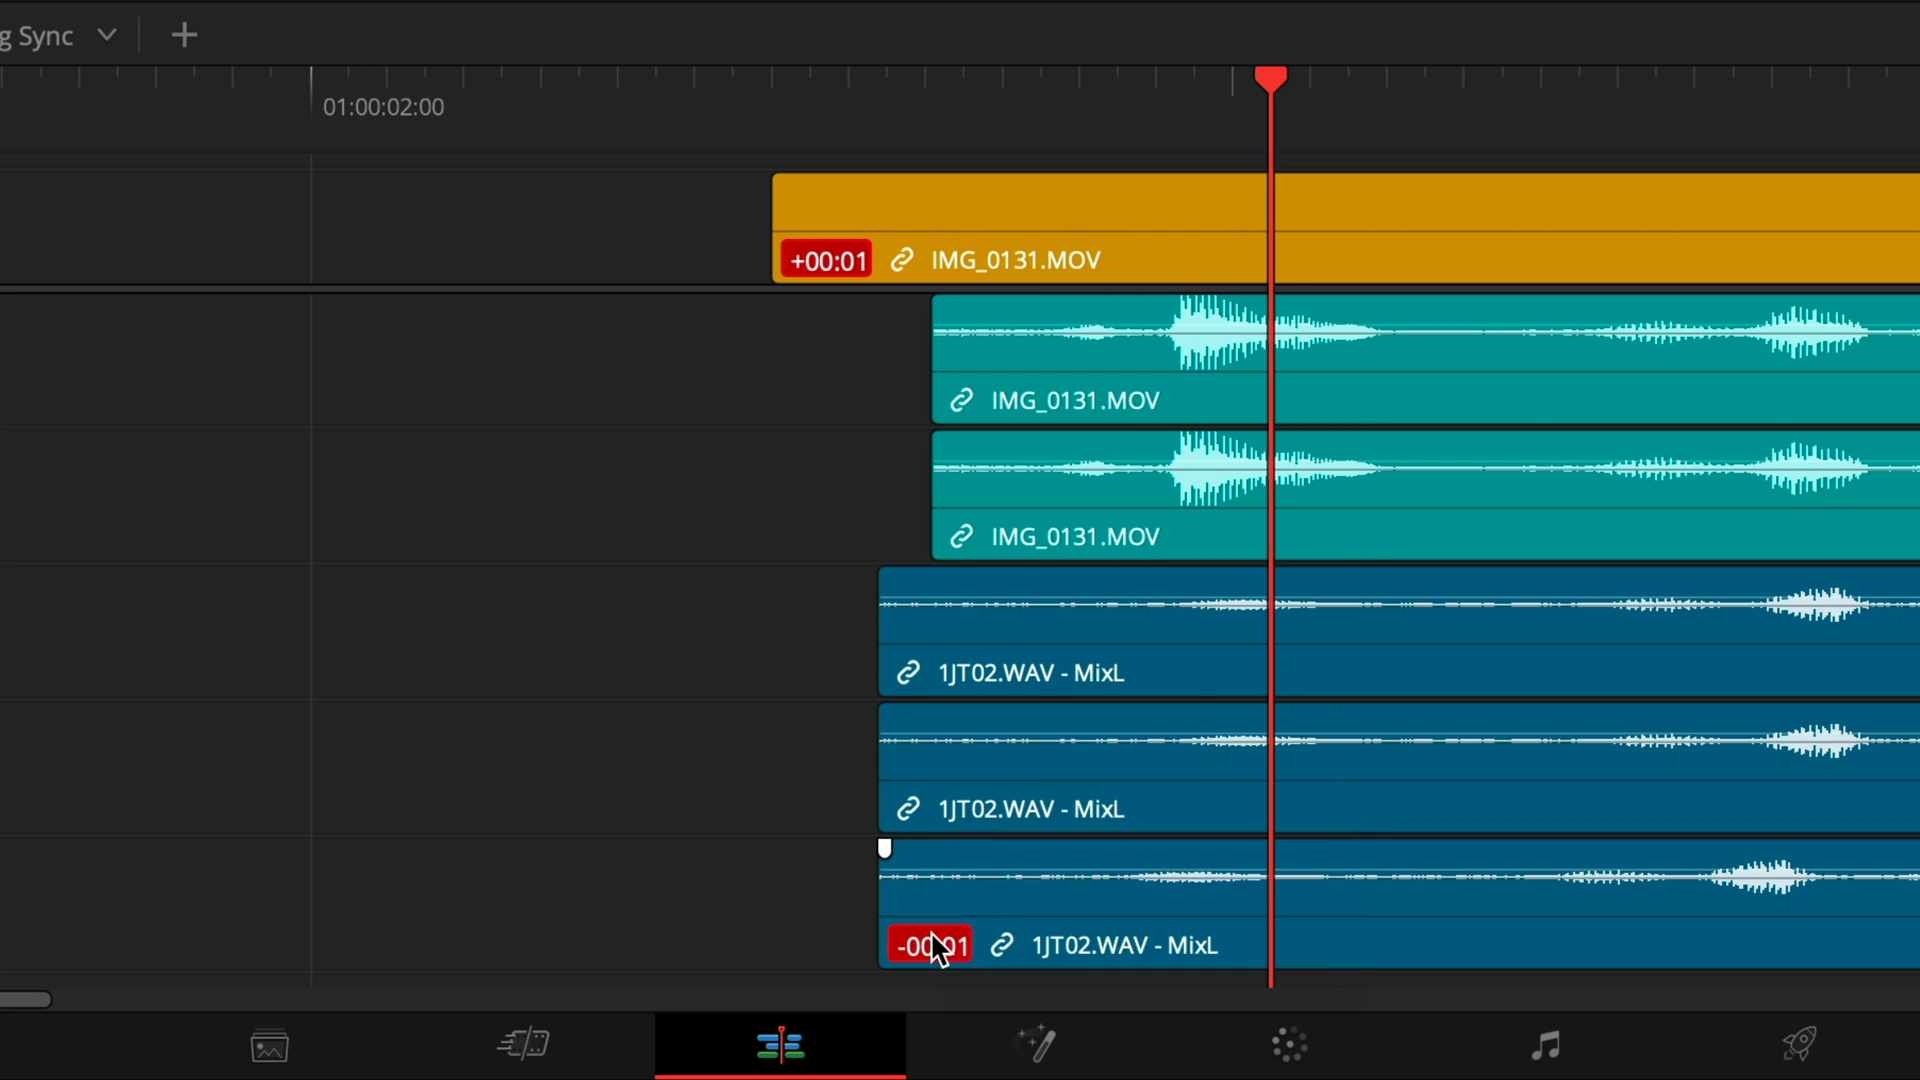 g Sync
01:00:02:00
+00:01 IMG_0131.MOV
IMG_0131.MOV
IMG_0131.MOV
1JT02.WAV - MixL
1JT02.WAV - MixL
1JT02.WAV - MixL